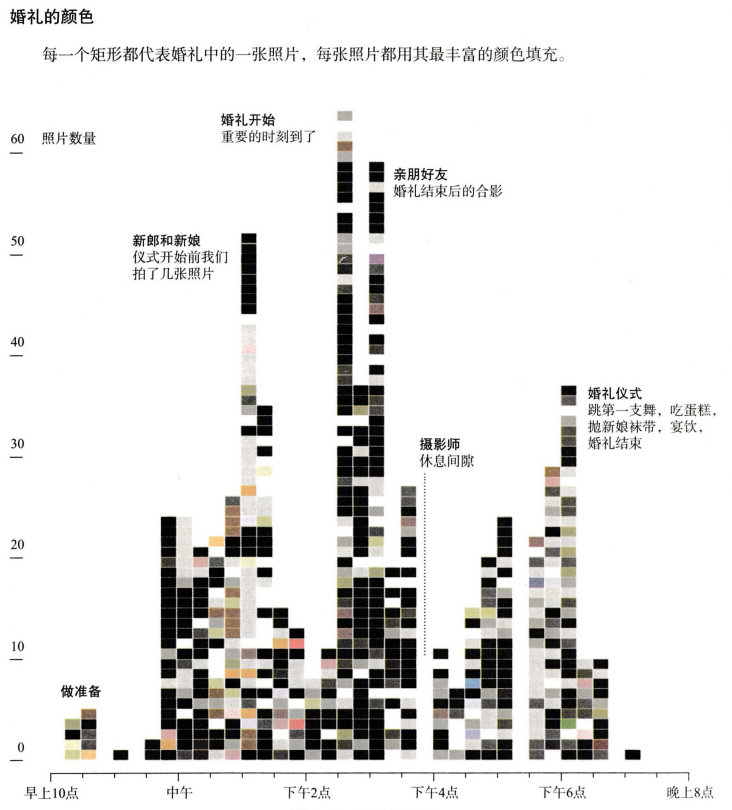 婚礼的颜色
每一个矩形都代表婚礼中的一张照片，每张照片都用其最丰富的颜色填充。
60 照片数量
婚礼开始
重要的时刻到了
亲朋好友
婚礼结束后的合影
50
新郎和新娘
仪式开始前我们
拍了几张照片
40
婚礼仪式
跳第一支舞，吃蛋糕，
抛新娘袜带，宴饮，
婚礼结束
摄影师
休息间隙
30
20
10
做准备
0
早上10点 中午 下午2点 下午4点 下午6点 晚上8点